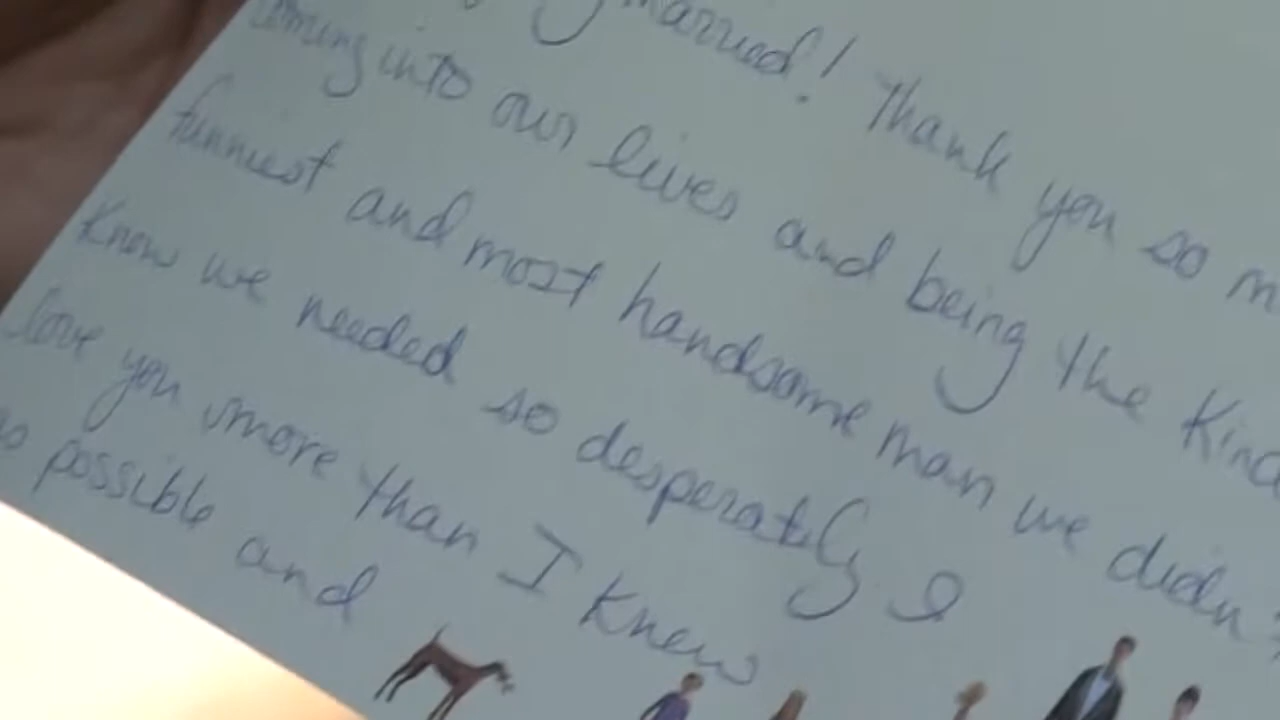 married! Thank you so m
coming into our lives and being the kind
funniest and most handsome man we didn't
know we needed so desperately I
love you more than I knew
possible and